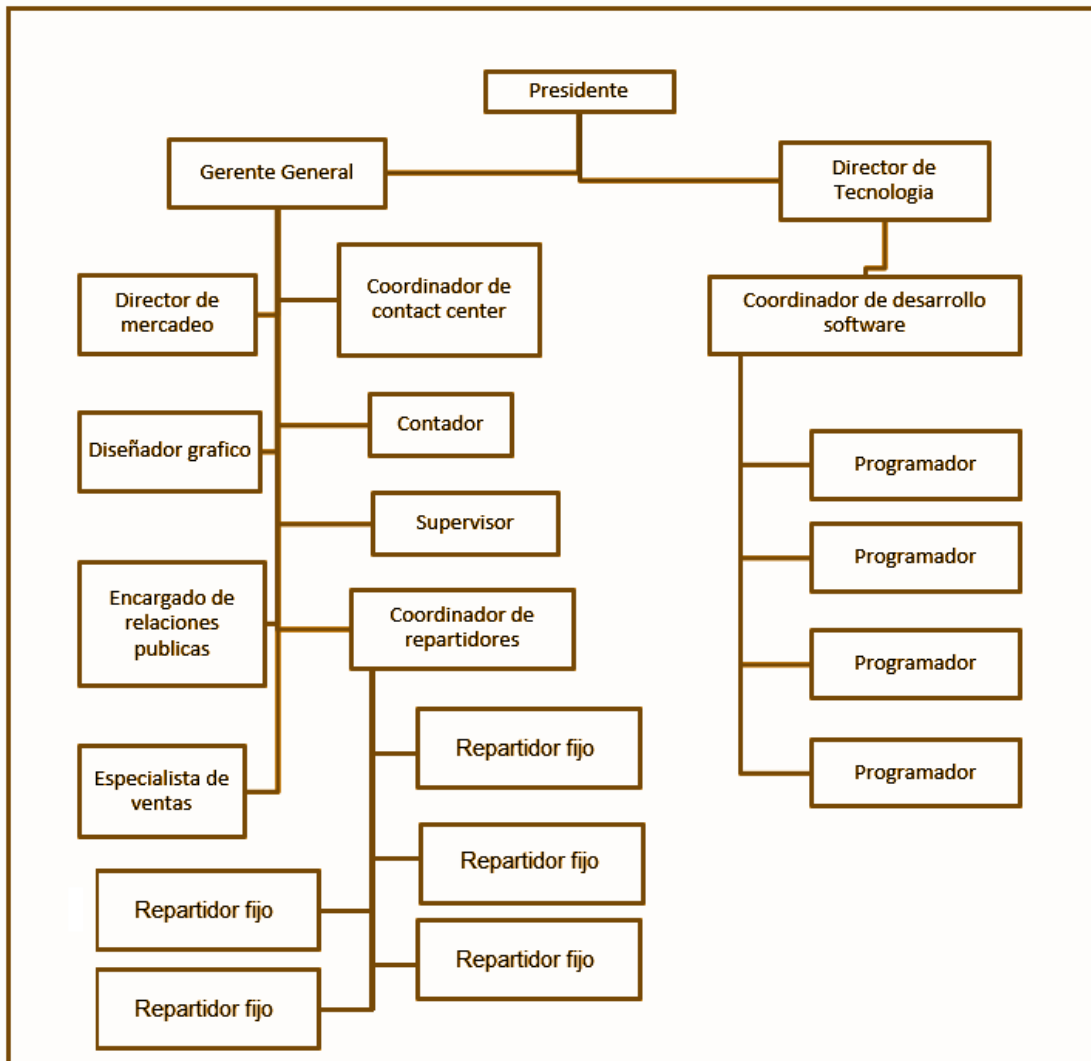 Presidente
Gerente General
Director de
Tecnologia
Director de
mercadeo
Coordinador de
contact center
Coordinador de desarrollo
software
Diseñador grafico
Contador
Programador
Supervisor
Programador
Encargado de
relaciones
publicas
Coordinador de
repartidores
Programador
Repartidor fijo
Programador
Especialista de
ventas
Repartidor fijo
Repartidor fijo
Repartidor fijo
Repartidor fijo